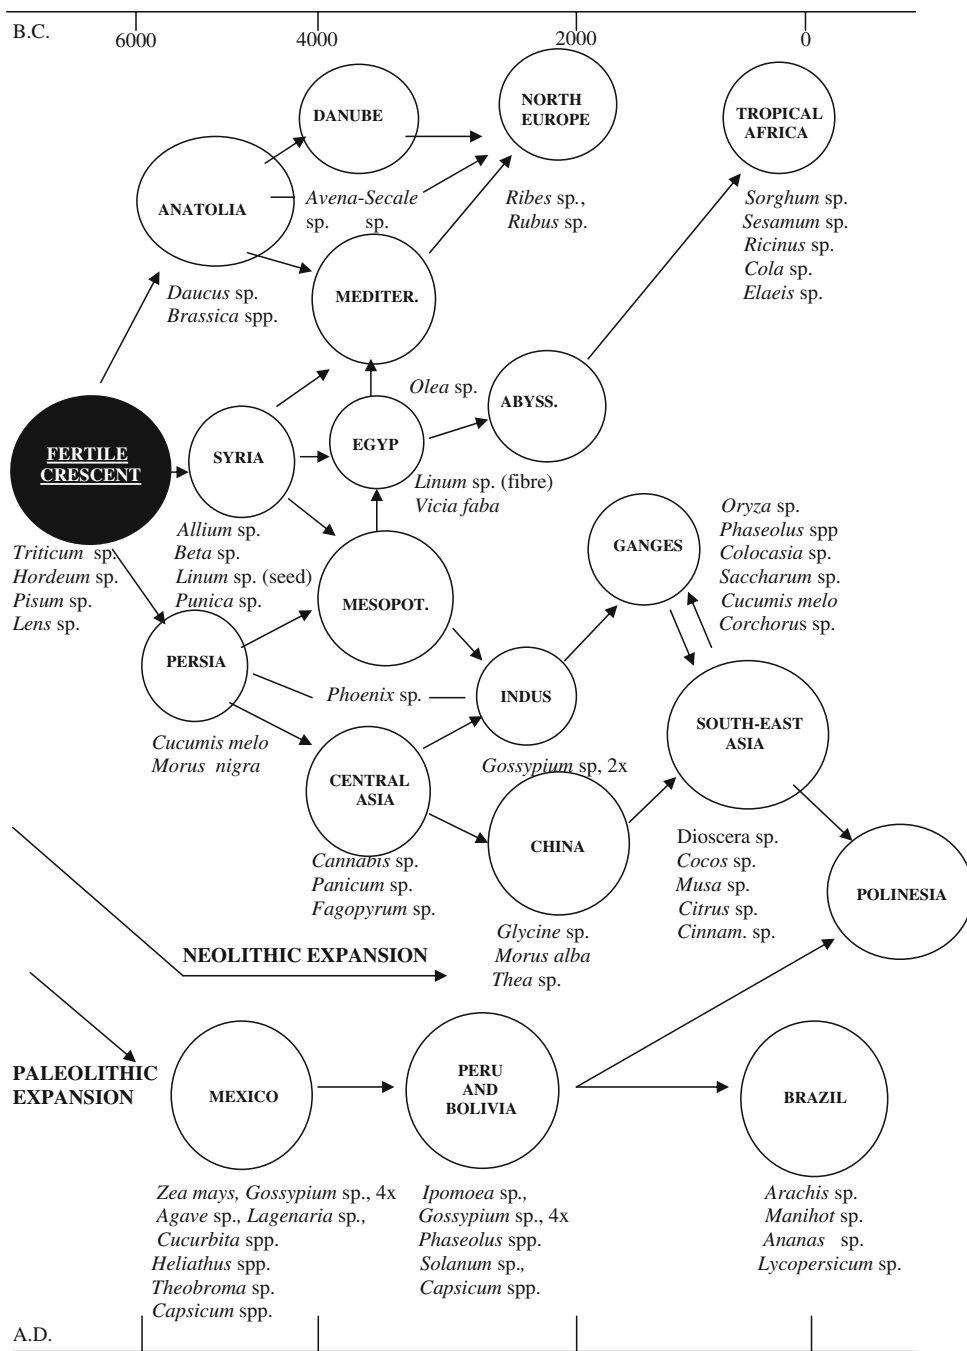 B.C.
6000 4000 2000 0
DANUBE
NORTH
EUROPE
TROPICAL
AFRICA
ANATOLIA
Avena-Secale
sp. sp.
Ribes sp.,
Rubus sp.
Sorghum sp.
Sesamum sp.
Ricinus sp.
Cola sp.
Elaeis sp.
Daucus sp.
Brassica spp.
MEDITER.
Olea sp.
ABYSS.
FERTILE
CRESCENT
SYRIA
EGYP
Linum sp. (fibre)
Vicia faba
Triticum sp.
Hordeum sp.
Pisum sp.
Lens sp.
Allium sp.
Beta sp.
Linum sp. (seed)
Punica sp.
MESOPOT.
GANGES
Oryza sp.
Phaseolus spp
Colocasia sp.
Saccharum sp.
Cucumis melo
Corchorus sp.
PERSIA
Phoenix sp.
INDUS
SOUTH-EAST
ASIA
Cucumis melo
Morus nigra
CENTRAL
ASIA
Gossypium sp, 2x
CHINA
Cannabis sp.
Panicum sp.
Fagopyrum sp.
Dioscera sp.
Cocos sp.
Musa sp.
Citrus sp.
Cinnam. sp.
POLINESIA
Glycine sp.
Morus alba
Thea sp.
NEOLITHIC EXPANSION
PALEOLITHIC
EXPANSION
MEXICO
PERU
AND
BOLIVIA
BRAZIL
Zea mays, Gossypium sp., 4x
Agave sp., Lagenaria sp.,
Cucurbita spp.
Heliathus spp.
Theobroma sp.
Capsicum spp.
Ipomoea sp.,
Gossypium sp., 4x
Phaseolus spp.
Solanum sp.,
Capsicum spp.
Arachis sp.
Manihot sp.
Ananas sp.
Lycopersicum sp.
A.D.